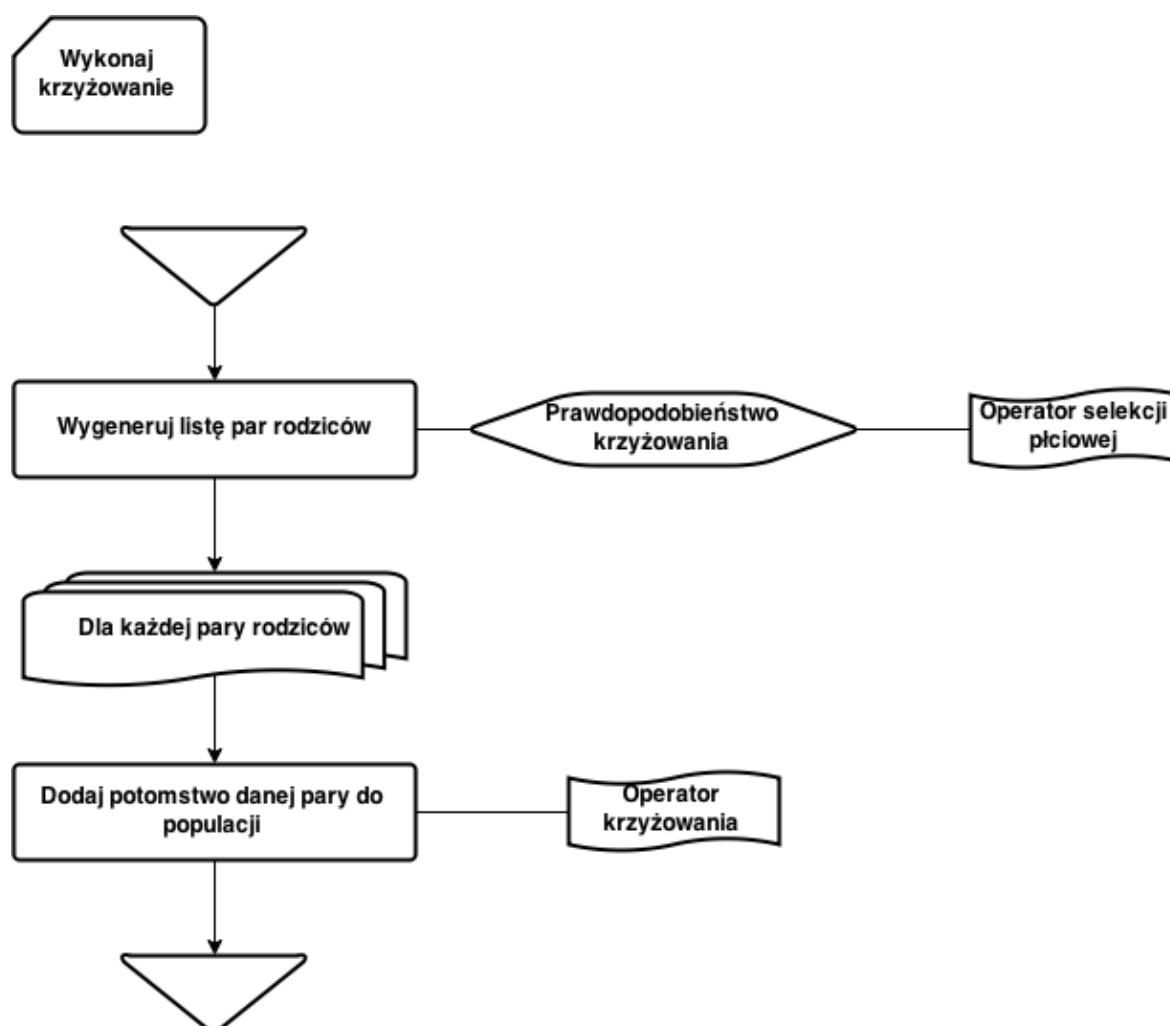 Wykonaj
krzyżowanie
Wygeneruj listę par rodziców
Prawdopodobieństwo
krzyżowania
Operator selekcji
płciowej
Dla każdej pary rodziców
Dodaj potomstwo danej pary do
populacji
Operator
krzyżowania